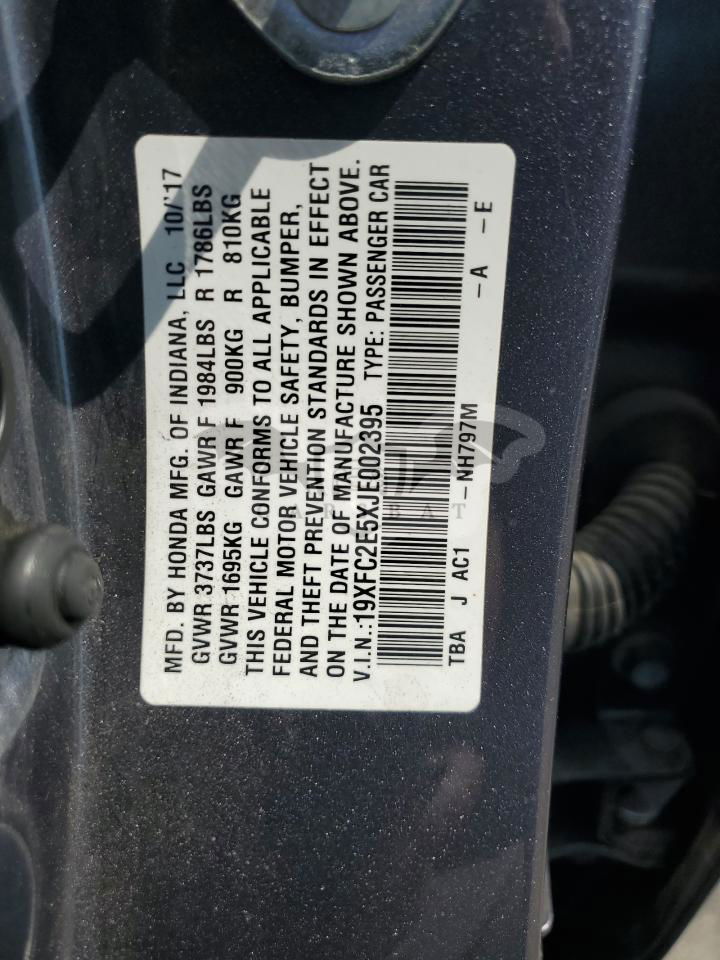 MFD. BY HONDA MFG. OF INDIANA, LLC 10/'17
GVWR 3737LBS GAWR F 1984LBS R 1786LBS
GVWR 1695KG GAWR F 900KG R 810KG
THIS VEHICLE CONFORMS TO ALL APPLICABLE
FEDERAL MOTOR VEHICLE SAFETY, BUMPER,
AND THEFT PREVENTION STANDARDS IN EFFECT
ON THE DATE OF MANUFACTURE SHOWN ABOVE.
V.I.N.:19XFC2E5XJE002395 TYPE: PASSENGER CAR
TBA J AC1 -NH797M -A -E